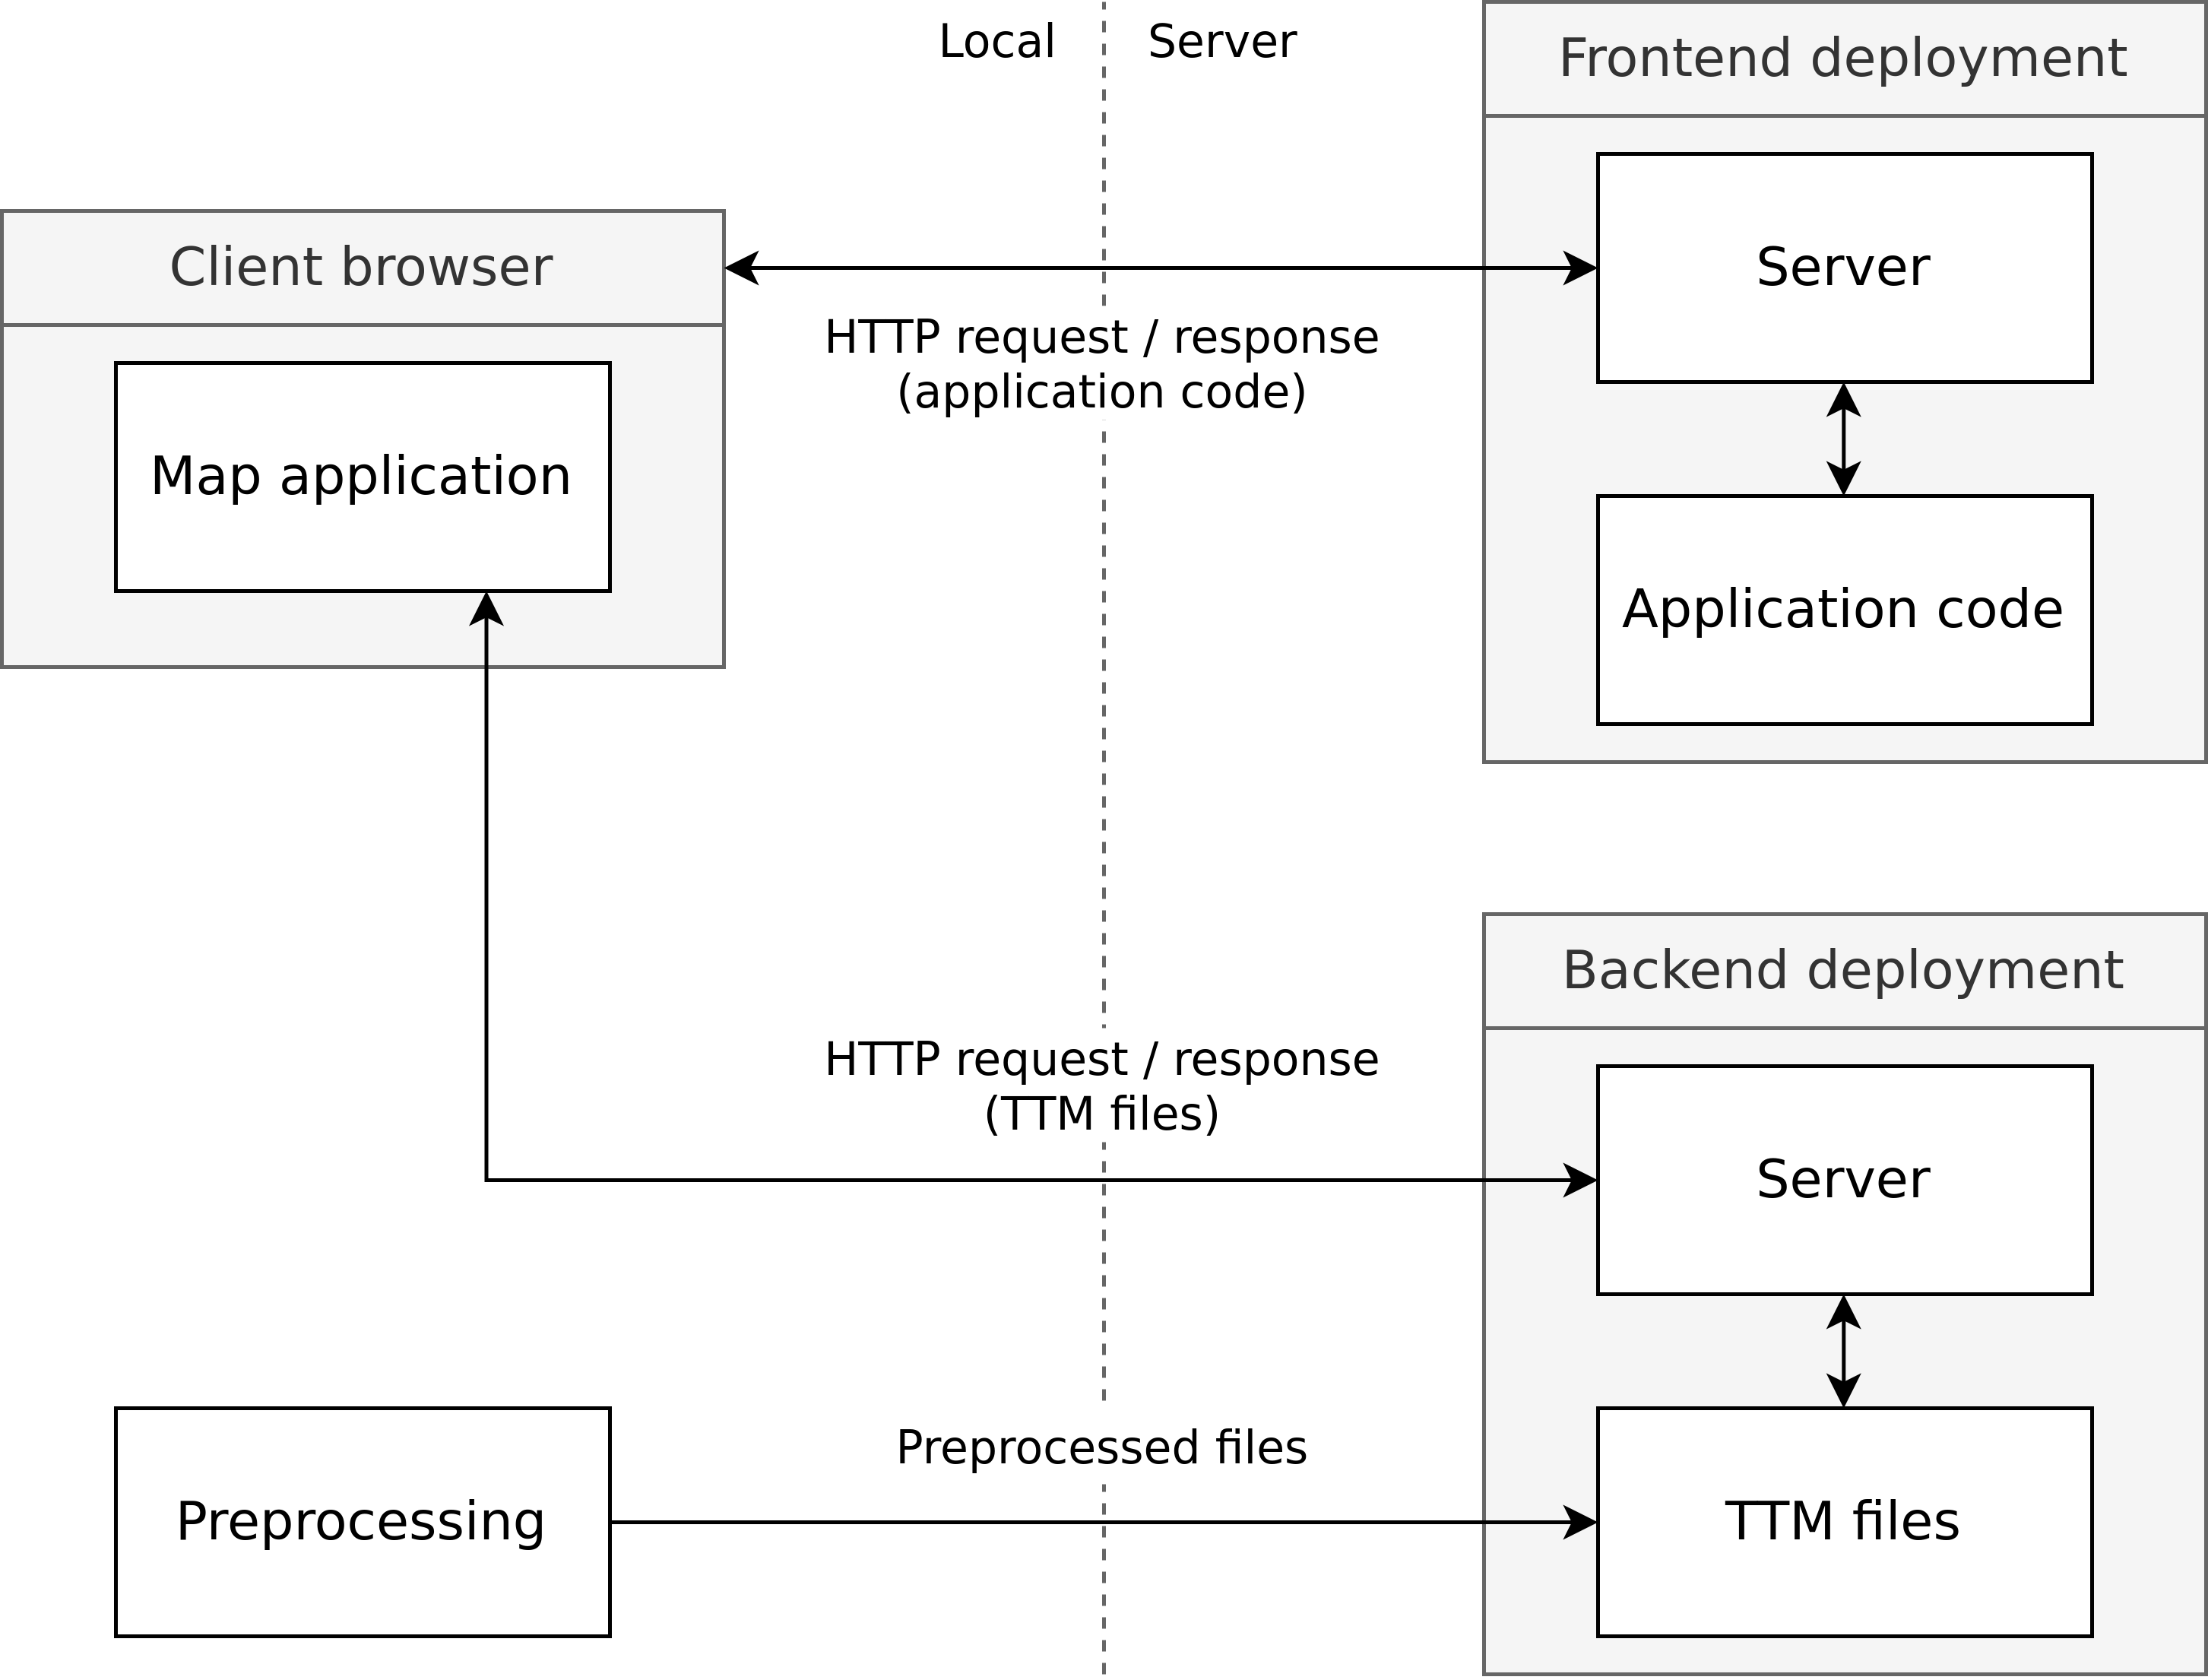 Local
Server
Frontend deployment
Client browser
Server
HTTP request / response
(application code)
Map application
Application code
Backend deployment
HTTP request / response
(TTM files)
Server
Preprocessed files
Preprocessing
TTM files